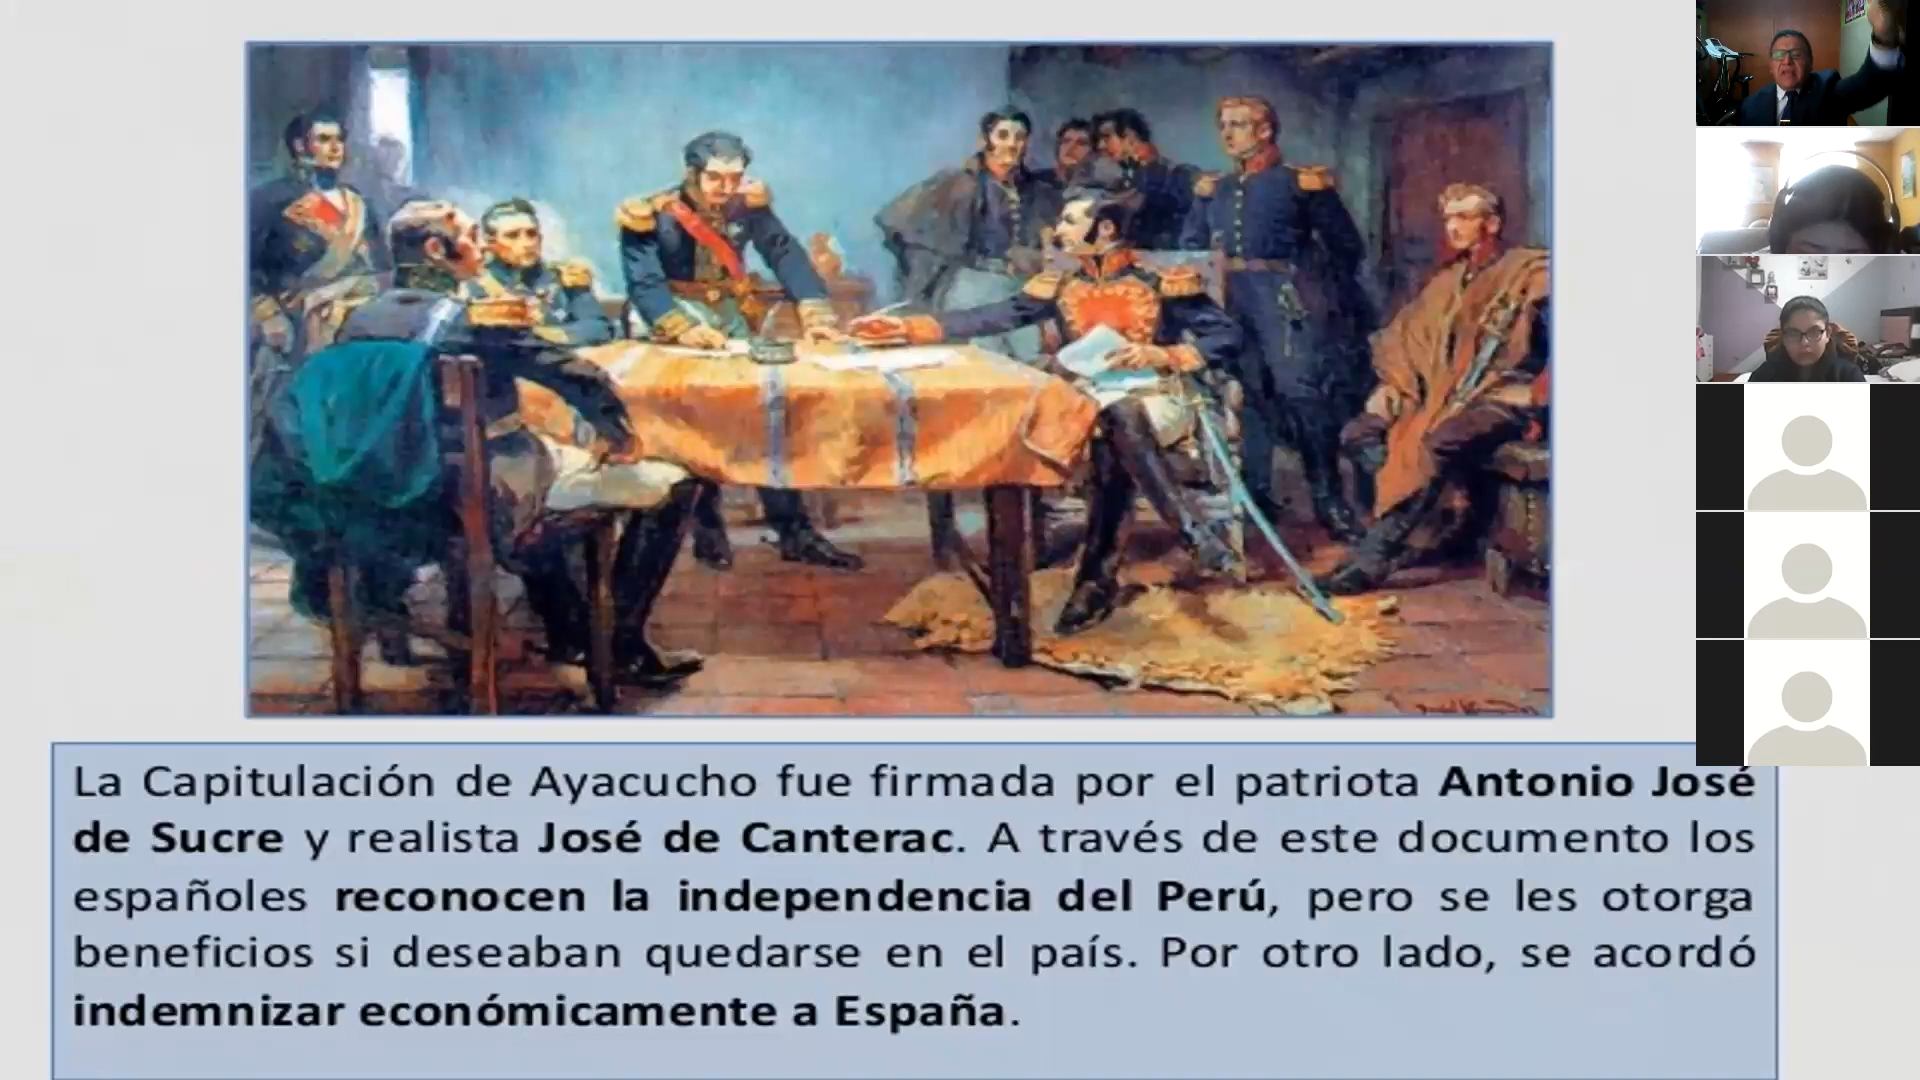 La Capitulación de Ayacucho fue firmada por el patriota Antonio José
de Sucre y realista José de Canterac. A través de este documento los
españoles reconocen la independencia del Perú, pero se les otorga
beneficios si deseaban quedarse en el país. Por otro lado, se acordó
indemnizar económicamente a España.